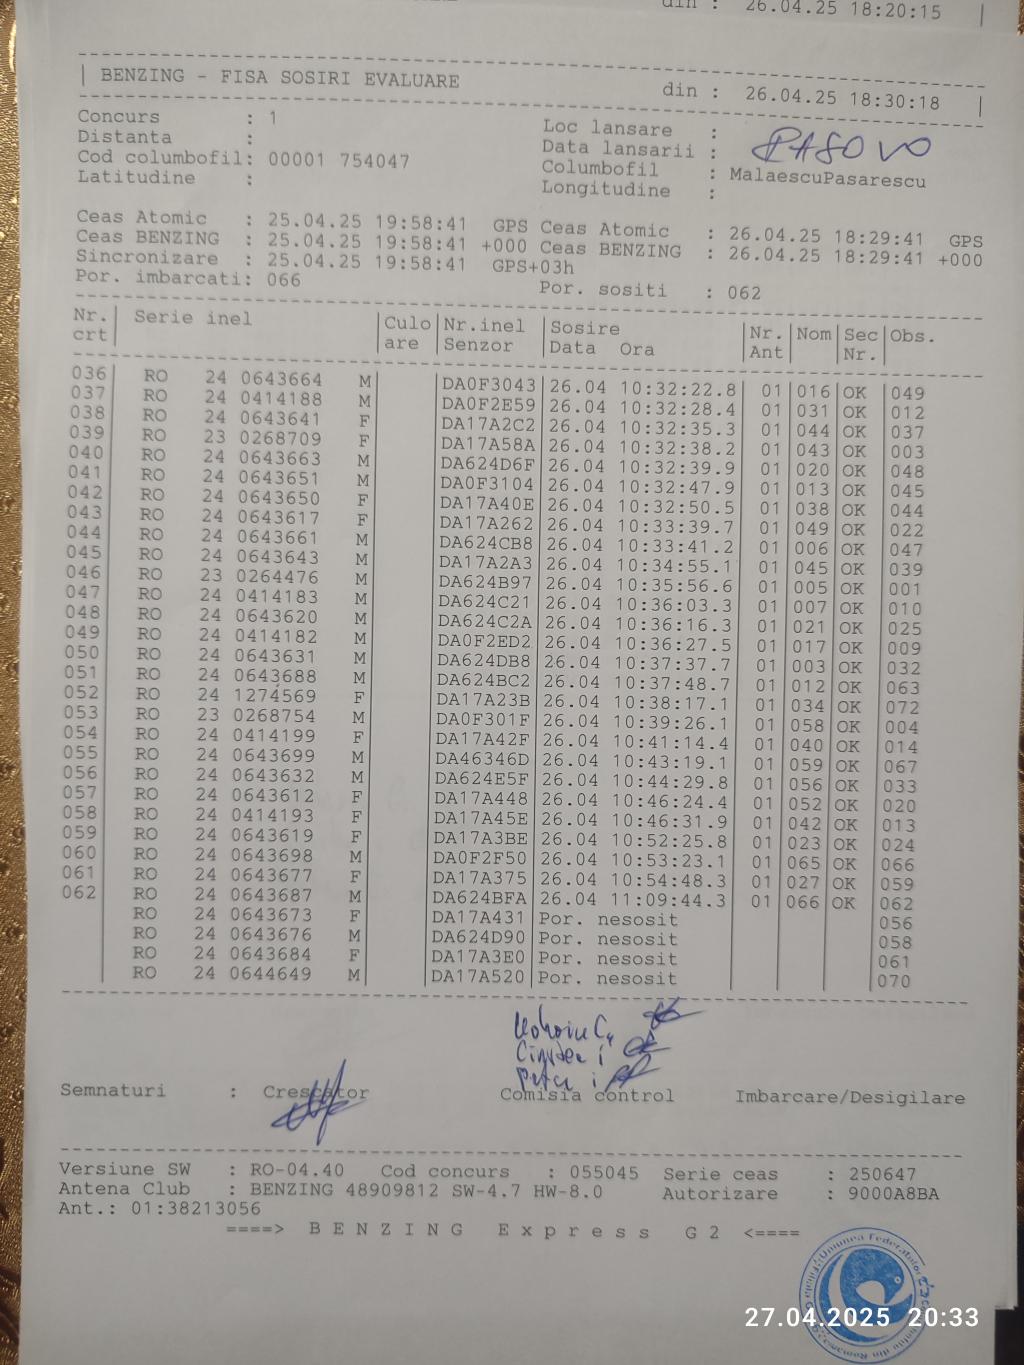 din : 26.04.25 18:20:15 |
| BENZING - FISA SOSIRI EVALUARE din : 26.04.25 18:30:18 |
Concurs : 1 Loc lansare :
Distanta : Data lansarii : PASOVO
Cod columbofil: 00001 754047 Columbofil : MalaescuPasarescu
Latitudine : Longitudine :
Ceas Atomic : 25.04.25 19:58:41 GPS Ceas Atomic : 26.04.25 18:29:41 GPS
Ceas BENZING : 25.04.25 19:58:41 +000 Ceas BENZING : 26.04.25 18:29:41 +000
Sincronizare : 25.04.25 19:58:41 GPS+03h
Por. imbarcati: 066 Por. sositi : 062
Nr. | Serie inel | Culo | Nr.inel | Sosire | Nr. | Nom | Sec | Obs.
crt | | are | Senzor | Data Ora | Ant | | Nr. |
036 RO 24 0643664 M DA0F3043 26.04 10:32:22.8 01 016 OK 049
037 RO 24 0414188 M DA0F2E59 26.04 10:32:28.4 01 031 OK 012
038 RO 24 0643641 F DA17A2C2 26.04 10:32:35.3 01 044 OK 037
039 RO 23 0268709 F DA17A58A 26.04 10:32:38.2 01 043 OK 003
040 RO 24 0643663 M DA624D6F 26.04 10:32:39.9 01 020 OK 048
041 RO 24 0643651 M DA0F3104 26.04 10:32:47.9 01 013 OK 045
042 RO 24 0643650 F DA17A40E 26.04 10:32:50.5 01 038 OK 044
043 RO 24 0643617 F DA17A262 26.04 10:33:39.7 01 049 OK 022
044 RO 24 0643661 M DA624CB8 26.04 10:33:41.2 01 006 OK 047
045 RO 24 0643643 M DA17A2A3 26.04 10:34:55.1 01 045 OK 039
046 RO 23 0264476 M DA624B97 26.04 10:35:56.6 01 005 OK 001
047 RO 24 0414183 M DA624C21 26.04 10:36:03.3 01 007 OK 010
048 RO 24 0643620 M DA624C2A 26.04 10:36:16.3 01 021 OK 025
049 RO 24 0414182 M DA0F2ED2 26.04 10:36:27.5 01 017 OK 009
050 RO 24 0643631 M DA624DB8 26.04 10:37:37.7 01 003 OK 032
051 RO 24 0643688 M DA624BC2 26.04 10:37:48.7 01 012 OK 063
052 RO 24 1274569 F DA17A23B 26.04 10:38:17.1 01 034 OK 072
053 RO 23 0268754 M DA0F301F 26.04 10:39:26.1 01 058 OK 004
054 RO 24 0414199 F DA17A42F 26.04 10:41:14.4 01 040 OK 014
055 RO 24 0643699 M DA46346D 26.04 10:43:19.1 01 059 OK 067
056 RO 24 0643632 M DA624E5F 26.04 10:44:29.8 01 056 OK 033
057 RO 24 0643612 F DA17A448 26.04 10:46:24.4 01 052 OK 020
058 RO 24 0414193 F DA17A45E 26.04 10:46:31.9 01 042 OK 013
059 RO 24 0643619 F DA17A3BE 26.04 10:52:25.8 01 023 OK 024
060 RO 24 0643698 M DA0F2F50 26.04 10:53:23.1 01 065 OK 066
061 RO 24 0643677 F DA17A375 26.04 10:54:48.3 01 027 OK 059
062 RO 24 0643687 M DA624BFA 26.04 11:09:44.3 01 066 OK 062
RO 24 0643673 F DA17A431 Por. nesosit 056
RO 24 0643676 M DA624D90 Por. nesosit 058
RO 24 0643684 F DA17A3E0 Por. nesosit 061
RO 24 0644649 M DA17A520 Por. nesosit 070
Semnaturi : Crescator Comisia control Imbarcare/Desigilare
Versiune SW : RO-04.40 Cod concurs : 055045 Serie ceas : 250647
Antena Club : BENZING 48909812 SW-4.7 HW-8.0 Autorizare : 9000A8BA
Ant.: 01:38213056
====> B E N Z I N G E x p r e s s G 2 <====
27.04.2025 20:33